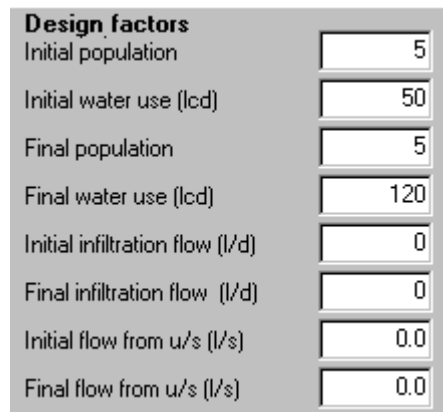 Design factors
Initial population 5
Initial water use (lcd) 50
Final population 5
Final water use (lcd) 120
Initial infiltration flow (l/d) 0
Final infiltration flow (l/d) 0
Initial flow from u/s (l/s) 0.0
Final flow from u/s (l/s) 0.0